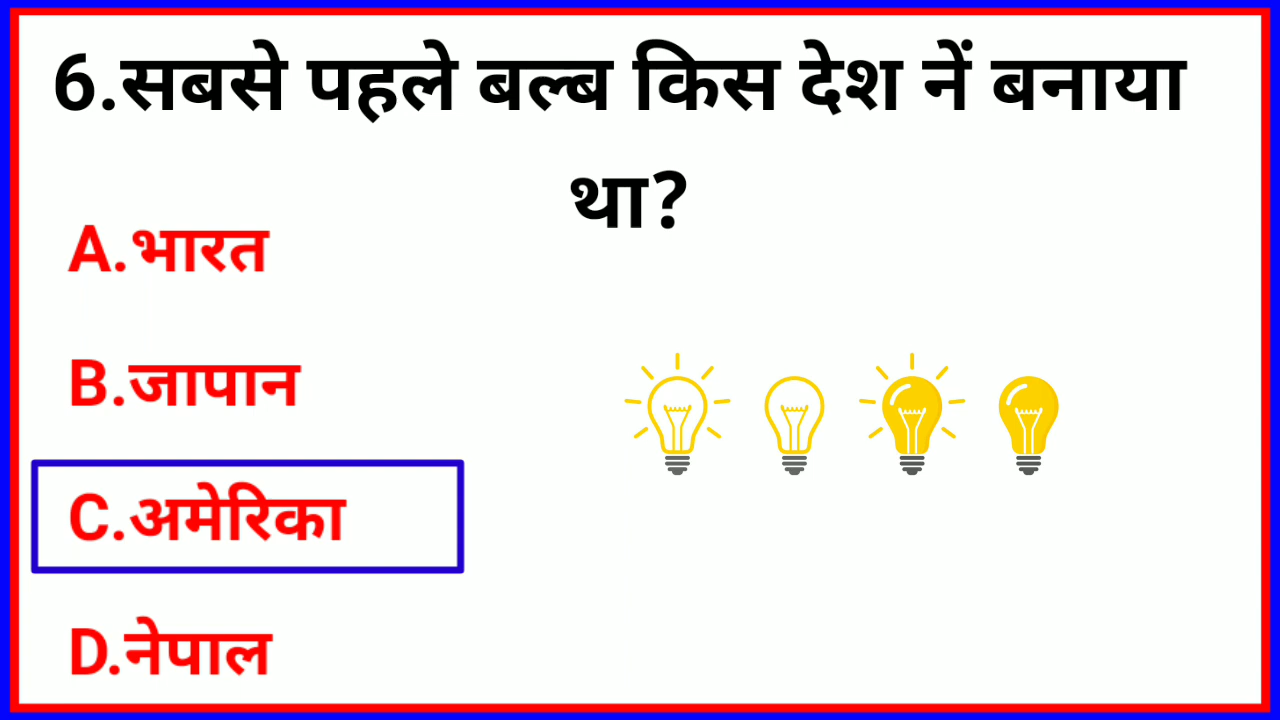 6.सबसे पहले बल्ब किस देश नें बनाया
था?
A.भारत
B.जापान
C.अमेरिका
D.नेपाल